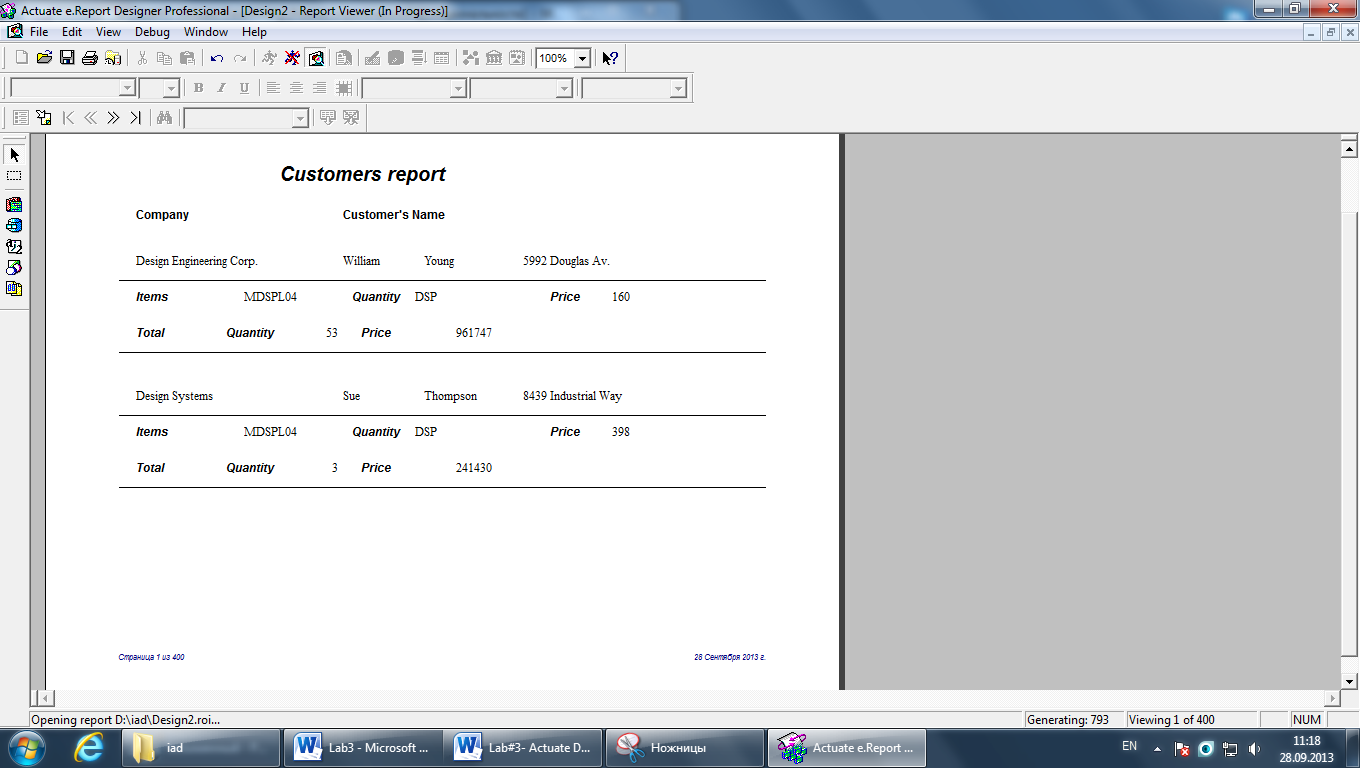 Actuate e.Report Designer Professional - [Design2 - Report Viewer (In Progress)]
File Edit View Debug Window Help
100%
B I U
Customers report
Company Customer's Name
Design Engineering Corp. William Young 5992 Douglas Av.
Items MDSPL04 Quantity DSP Price 160
Total Quantity 53 Price 961747
Design Systems Sue Thompson 8439 Industrial Way
Items MDSPL04 Quantity DSP Price 398
Total Quantity 3 Price 241430
Страница 1 из 400 28 Сентября 2013 г.
Opening report D:\iad\Design2.roi... Generating: 793 Viewing 1 of 400 NUM
iad Lab3 - Microsoft ... Lab#3- Actuate D... Ножницы Actuate e.Report ... EN 11:18
28.09.2013